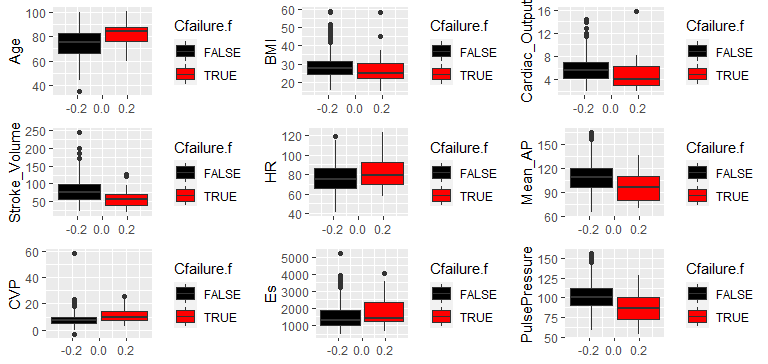 Age
100
80
60
40
-0.2 0.0 0.2
Cfailure.f
FALSE
TRUE
BMI
60
50
40
30
20
-0.2 0.0 0.2
Cfailure.f
FALSE
TRUE
Cardiac_Output
16
12
8
4
-0.2 0.0 0.2
Cfailure.f
FALSE
TRUE
Stroke_Volume
250
200
150
100
50
-0.2 0.0 0.2
Cfailure.f
FALSE
TRUE
HR
120
100
80
60
40
-0.2 0.0 0.2
Cfailure.f
FALSE
TRUE
Mean_AP
150
120
90
60
-0.2 0.0 0.2
Cfailure.f
FALSE
TRUE
CVP
60
40
20
0
-0.2 0.0 0.2
Cfailure.f
FALSE
TRUE
Es
5000
4000
3000
2000
1000
-0.2 0.0 0.2
Cfailure.f
FALSE
TRUE
PulsePressure
150
125
100
75
50
-0.2 0.0 0.2
Cfailure.f
FALSE
TRUE